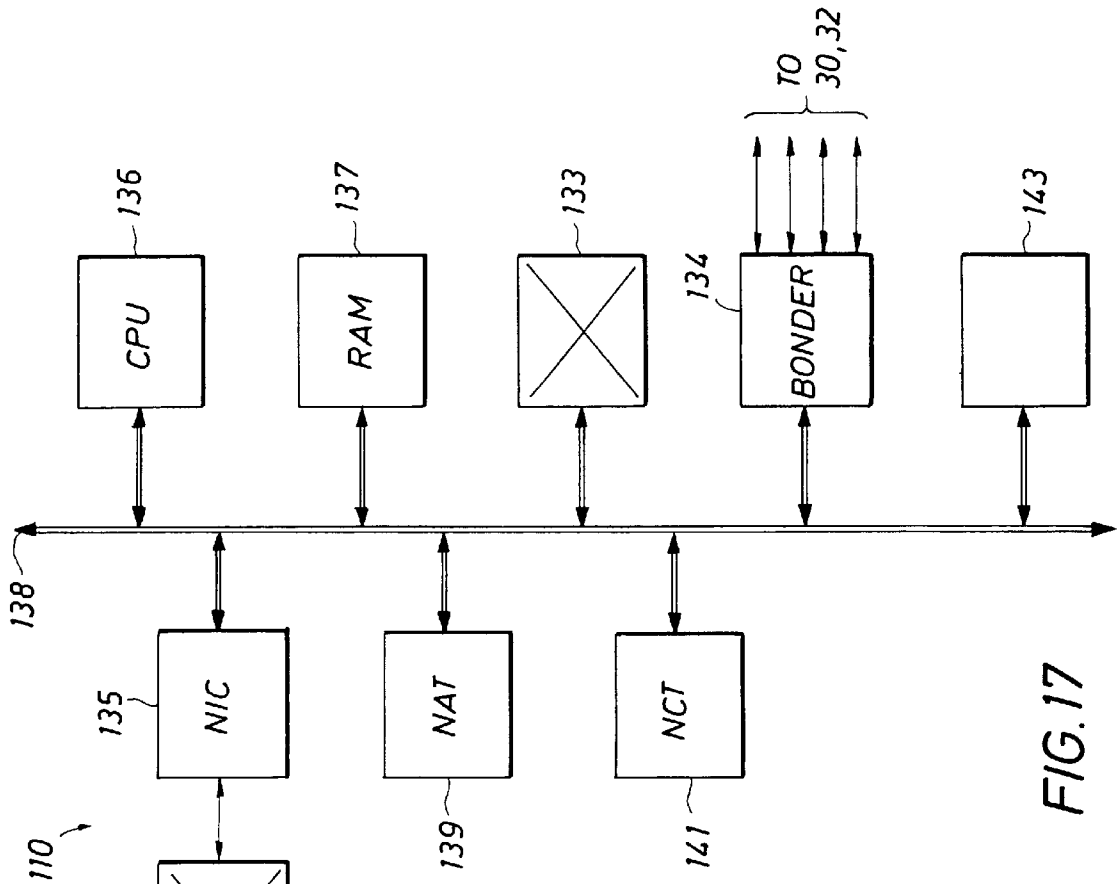 110
138
135
NIC
139
NAT
141
NCT
CPU
136
RAM
137
133
134
BONDER
TO
30, 32
143
FIG. 17